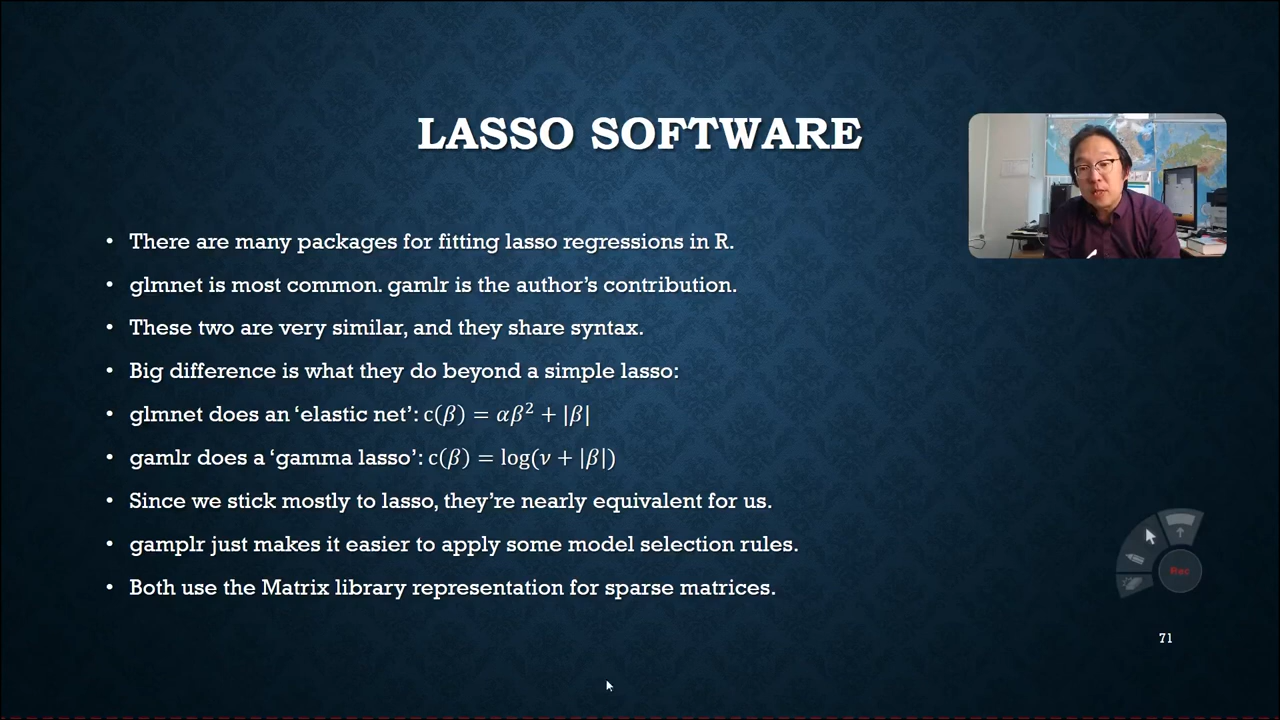 LASSO SOFTWARE
• There are many packages for fitting lasso regressions in R.
• glmnet is most common. gamlr is the author's contribution.
• These two are very similar, and they share syntax.
• Big difference is what they do beyond a simple lasso:
• glmnet does an 'elastic net': c(β) = αβ² + |β|
• gamlr does a 'gamma lasso': c(β) = log(ν + |β|)
• Since we stick mostly to lasso, they're nearly equivalent for us.
• gamplr just makes it easier to apply some model selection rules.
• Both use the Matrix library representation for sparse matrices.
Rec
71